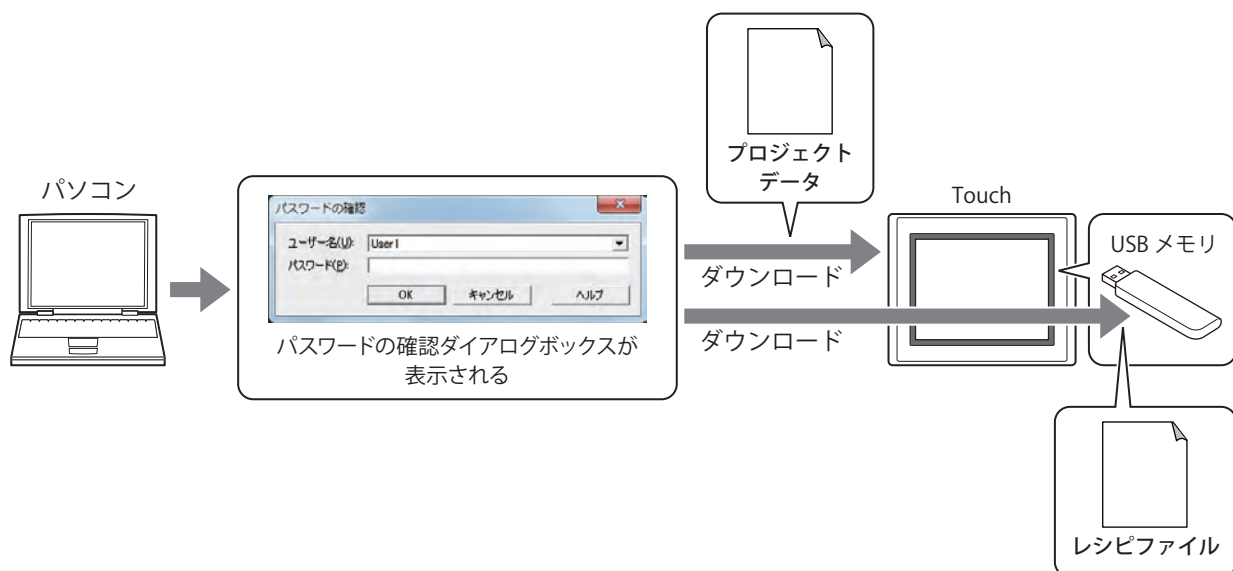 パソコン
パスワードの確認
ユーザー名(U):
User1
パスワード(P):
OK
キャンセル
ヘルプ
パスワードの確認ダイアログボックスが
表示される
プロジェクト
データ
ダウンロード
ダウンロード
Touch
USB メモリ
レシピファイル